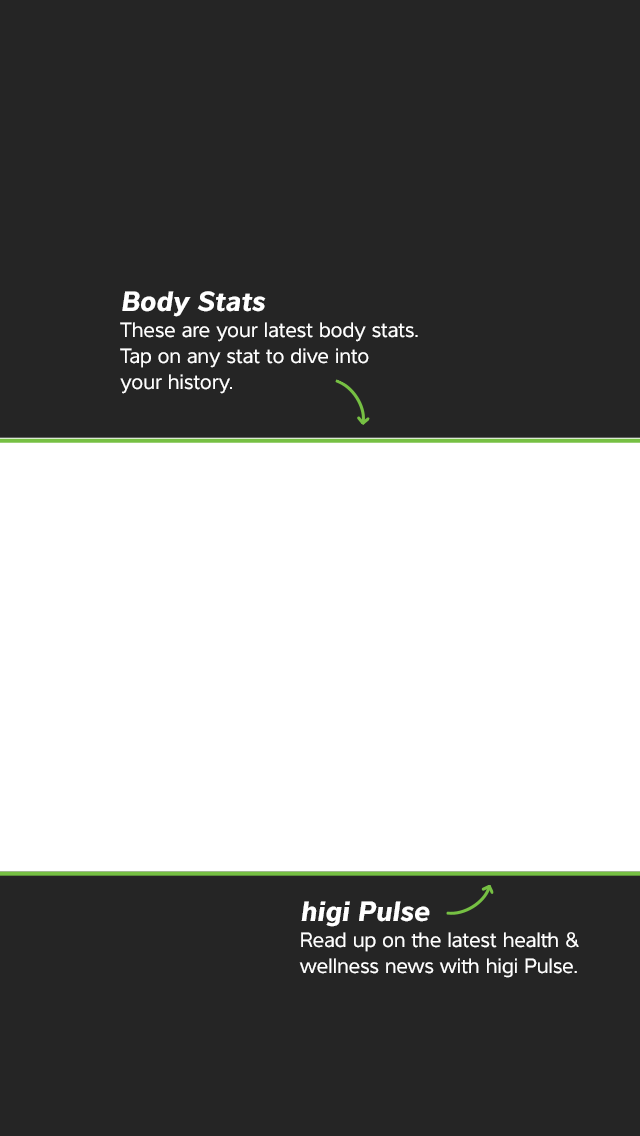 Body Stats
These are your latest body stats.
Tap on any stat to dive into
your history.
higi Pulse
Read up on the latest health &
wellness news with higi Pulse.